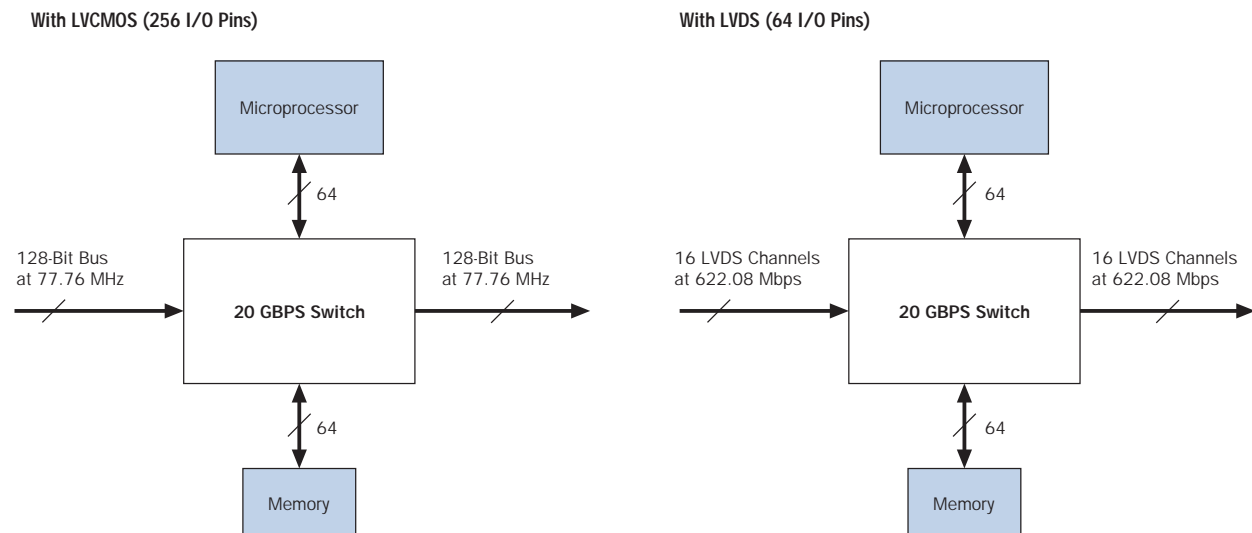 With LVCMOS (256 I/O Pins)
Microprocessor
64
128-Bit Bus
at 77.76 MHz
20 GBPS Switch
128-Bit Bus
at 77.76 MHz
64
Memory
With LVDS (64 I/O Pins)
Microprocessor
64
16 LVDS Channels
at 622.08 Mbps
20 GBPS Switch
16 LVDS Channels
at 622.08 Mbps
64
Memory